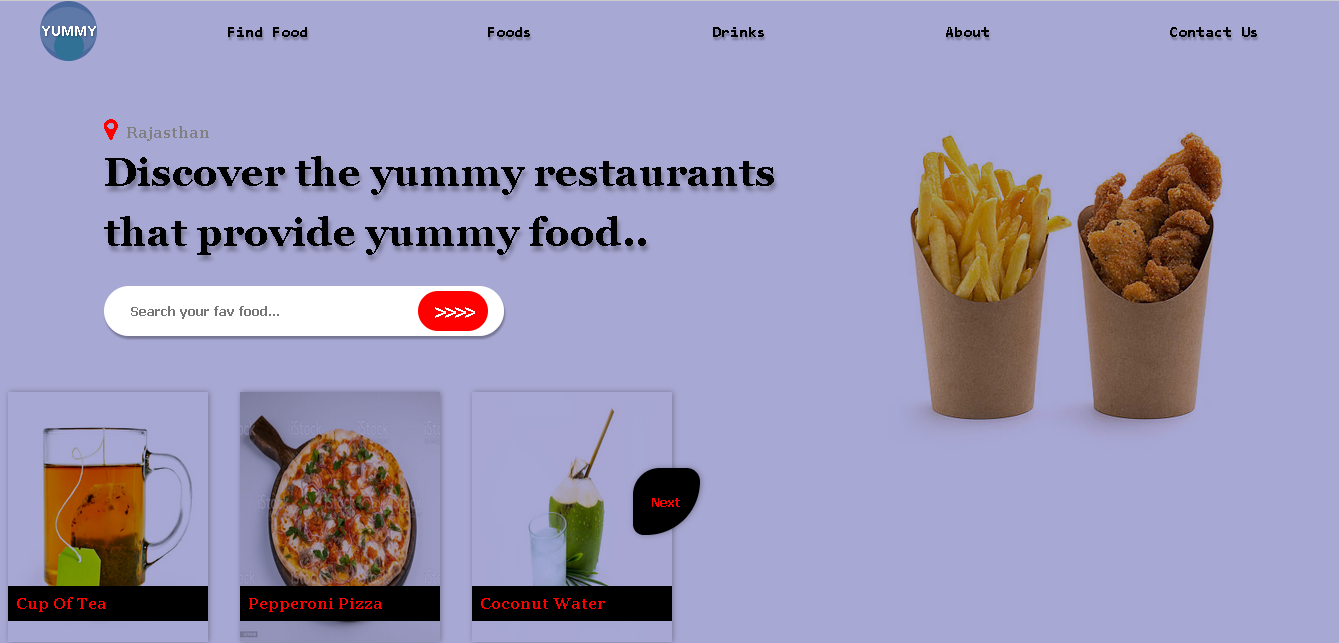 YUMMY
Find Food
Foods
Drinks
About
Contact Us
Rajasthan
Discover the yummy restaurants
that provide yummy food..
Search your fav food...
>>>>
Next
Cup Of Tea
Pepperoni Pizza
Coconut Water